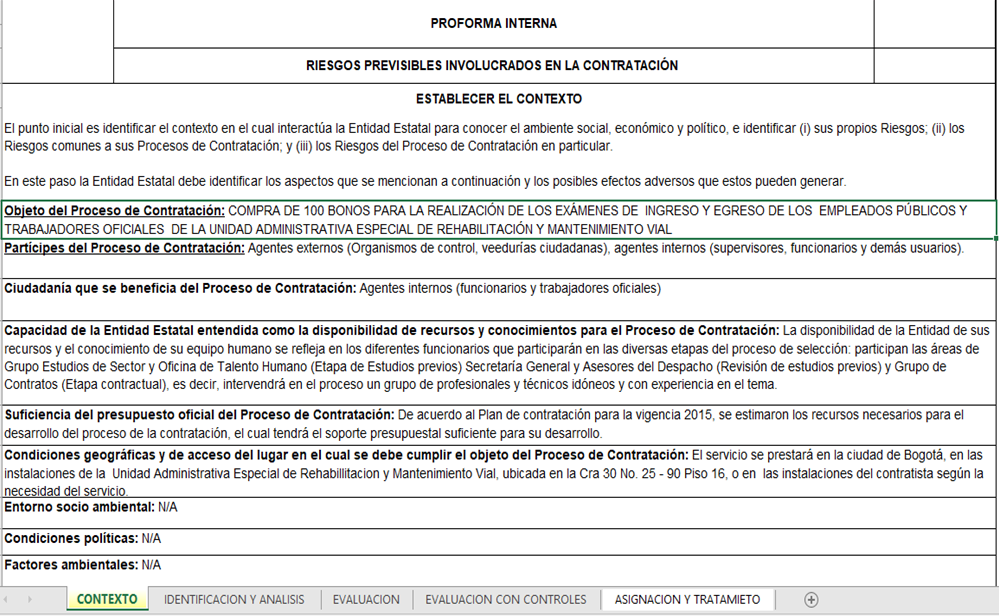 PROFORMA INTERNA
RIESGOS PREVISIBLES INVOLUCRADOS EN LA CONTRATACIÓN
ESTABLECER EL CONTEXTO
El punto inicial es identificar el contexto en el cual interactúa la Entidad Estatal para conocer el ambiente social, económico y político, e identificar (i) sus propios Riesgos; (ii) los
Riesgos comunes a sus Procesos de Contratación; y (iii) los Riesgos del Proceso de Contratación en particular.
En este paso la Entidad Estatal debe identificar los aspectos que se mencionan a continuación y los posibles efectos adversos que estos pueden generar.
Objeto del Proceso de Contratación: COMPRA DE 100 BONOS PARA LA REALIZACIÓN DE LOS EXÁMENES DE INGRESO Y EGRESO DE LOS EMPLEADOS PÚBLICOS Y
TRABAJADORES OFICIALES DE LA UNIDAD ADMINISTRATIVA ESPECIAL DE REHABILITACIÓN Y MANTENIMIENTO VIAL
Partícipes del Proceso de Contratación: Agentes externos (Organismos de control, veedurías ciudadanas), agentes internos (supervisores, funcionarios y demás usuarios).
Ciudadanía que se beneficia del Proceso de Contratación: Agentes internos (funcionarios y trabajadores oficiales)
Capacidad de la Entidad Estatal entendida como la disponibilidad de recursos y conocimientos para el Proceso de Contratación: La disponibilidad de la Entidad de sus
recursos y el conocimiento de su equipo humano se refleja en los diferentes funcionarios que participarán en las diversas etapas del proceso de selección: participan las áreas de
Grupo Estudios de Sector y Oficina de Talento Humano (Etapa de Estudios previos) Secretaría General y Asesores del Despacho (Revisión de estudios previos) y Grupo de
Contratos (Etapa contractual), es decir, intervendrá en el proceso un grupo de profesionales y técnicos idóneos y con experiencia en el tema.
Suficiencia del presupuesto oficial del Proceso de Contratación: De acuerdo al Plan de contratación para la vigencia 2015, se estimaron los recursos necesarios para el
desarrollo del proceso de la contratación, el cual tendrá el soporte presupuestal suficiente para su desarrollo.
Condiciones geográficas y de acceso del lugar en el cual se debe cumplir el objeto del Proceso de Contratación: El servicio se prestará en la ciudad de Bogotá, en las
instalaciones de la Unidad Administrativa Especial de Rehabillitacion y Mantenimiento Vial, ubicada en la Cra 30 No. 25 - 90 Piso 16, o en las instalaciones del contratista según la
necesidad del servicio.
Entorno socio ambiental: N/A
Condiciones políticas: N/A
Factores ambientales: N/A
CONTEXTO IDENTIFICACION Y ANALISIS EVALUACION EVALUACION CON CONTROLES ASIGNACION Y TRATAMIETO